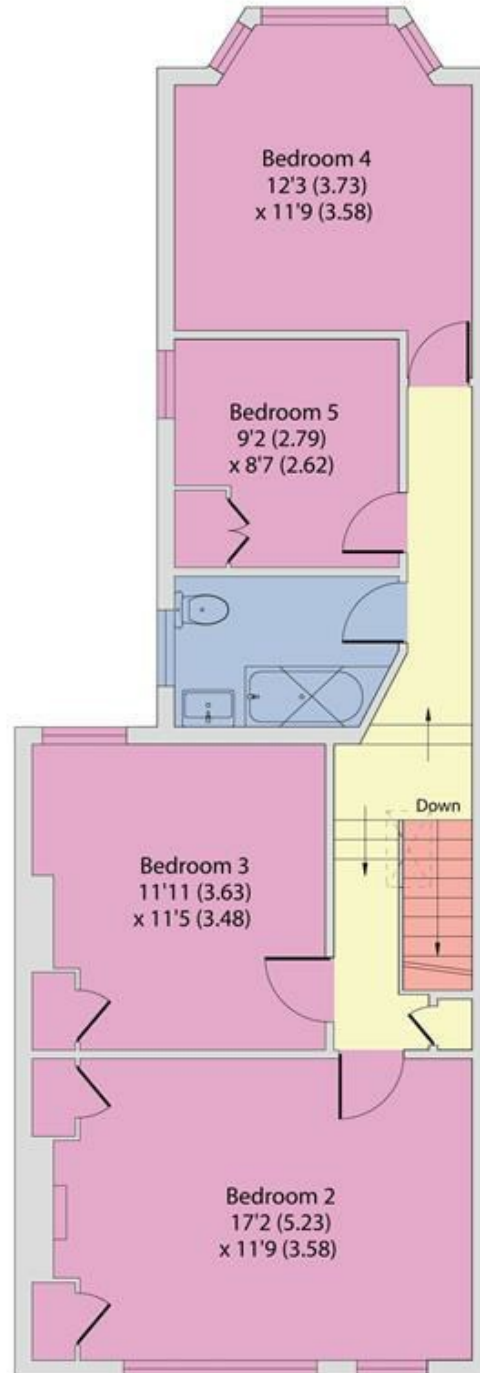 Bedroom 4
12'3 (3.73)
x 11'9 (3.58)
Bedroom 5
9'2 (2.79)
x 8'7 (2.62)
Down
Bedroom 3
11'11 (3.63)
x 11'5 (3.48)
Bedroom 2
17'2 (5.23)
x 11'9 (3.58)